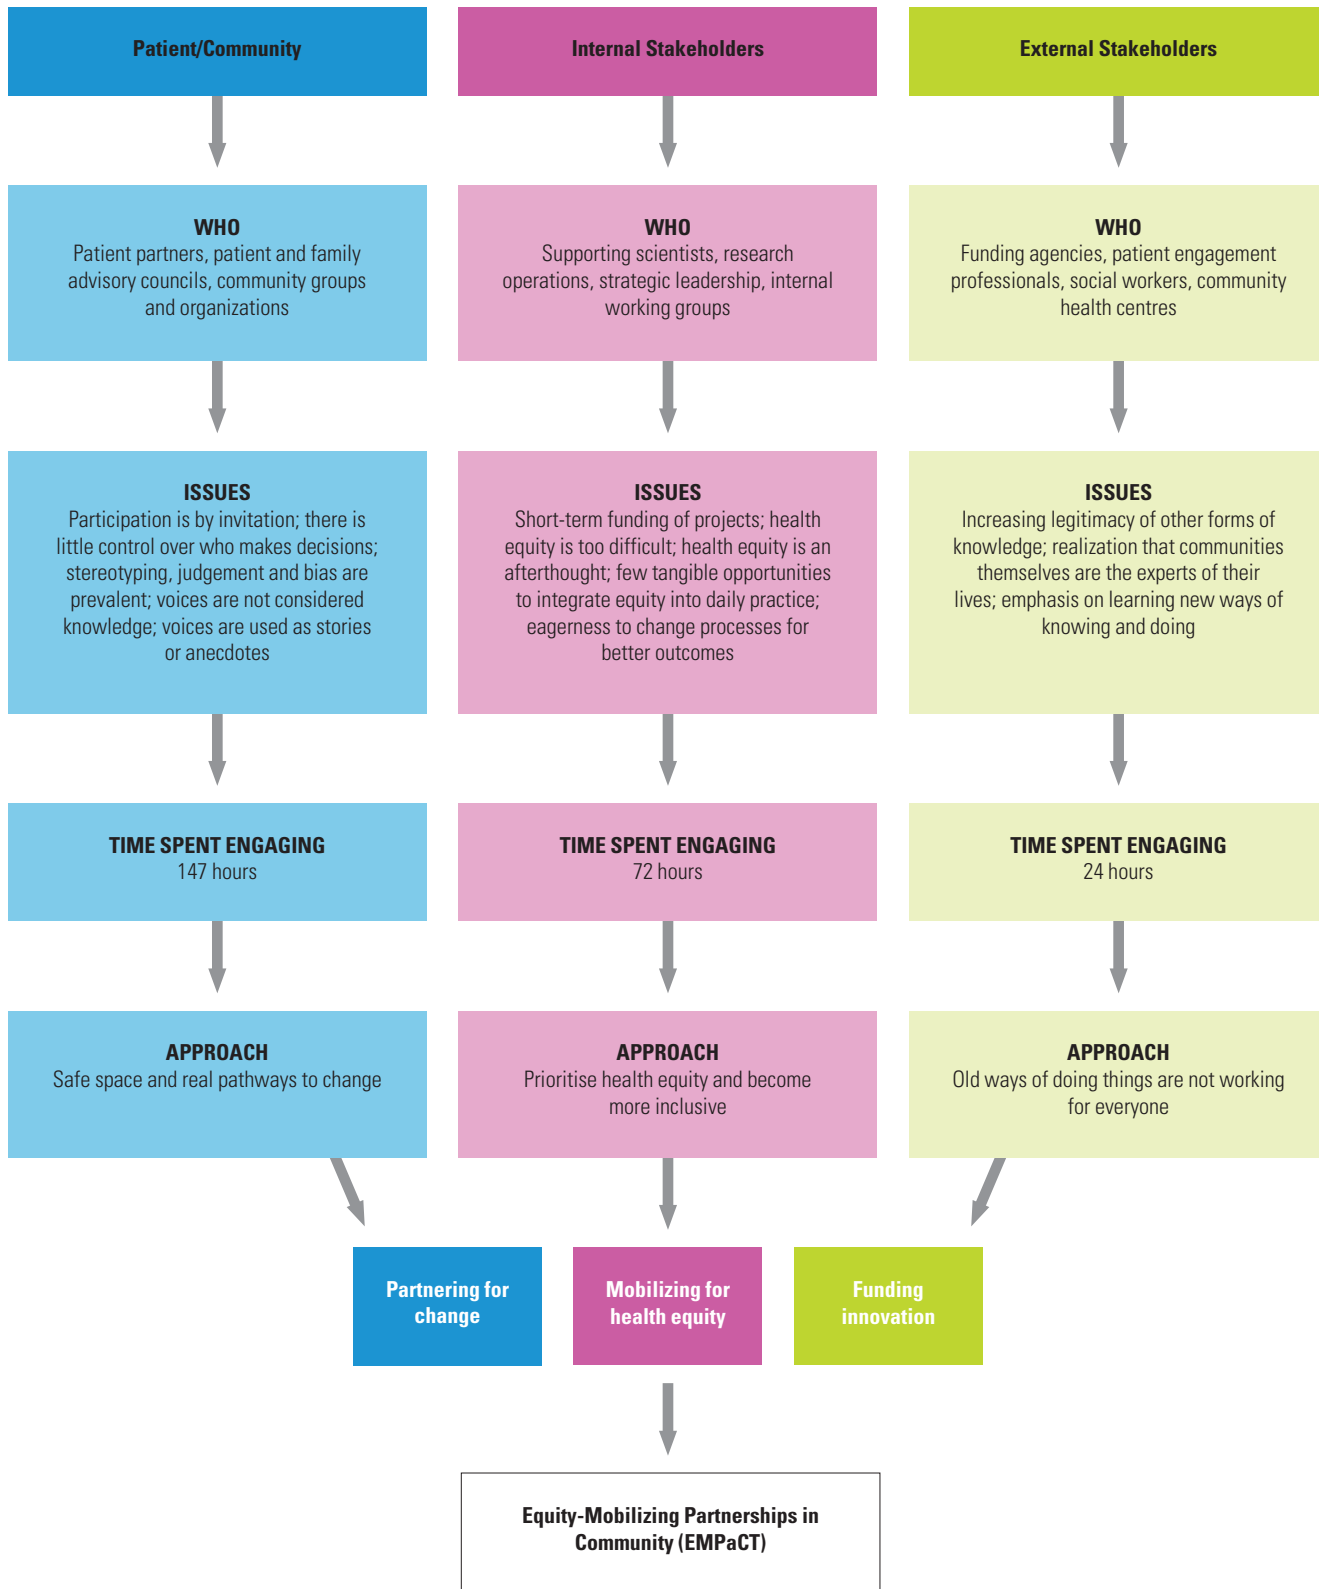 Patient/Community
Internal Stakeholders
External Stakeholders
WHO
Patient partners, patient and family
advisory councils, community groups
and organizations
WHO
Supporting scientists, research
operations, strategic leadership, internal
working groups
WHO
Funding agencies, patient engagement
professionals, social workers, community
health centres
ISSUES
Participation is by invitation; there is
little control over who makes decisions;
stereotyping, judgement and bias are
prevalent; voices are not considered
knowledge; voices are used as stories
or anecdotes
ISSUES
Short-term funding of projects; health
equity is too difficult; health equity is an
afterthought; few tangible opportunities
to integrate equity into daily practice;
eagerness to change processes for
better outcomes
ISSUES
Increasing legitimacy of other forms of
knowledge; realization that communities
themselves are the experts of their
lives; emphasis on learning new ways of
knowing and doing
TIME SPENT ENGAGING
147 hours
TIME SPENT ENGAGING
72 hours
TIME SPENT ENGAGING
24 hours
APPROACH
Safe space and real pathways to change
APPROACH
Prioritise health equity and become
more inclusive
APPROACH
Old ways of doing things are not working
for everyone
Partnering for
change
Mobilizing for
health equity
Funding
innovation
Equity-Mobilizing Partnerships in
Community (EMPaCT)